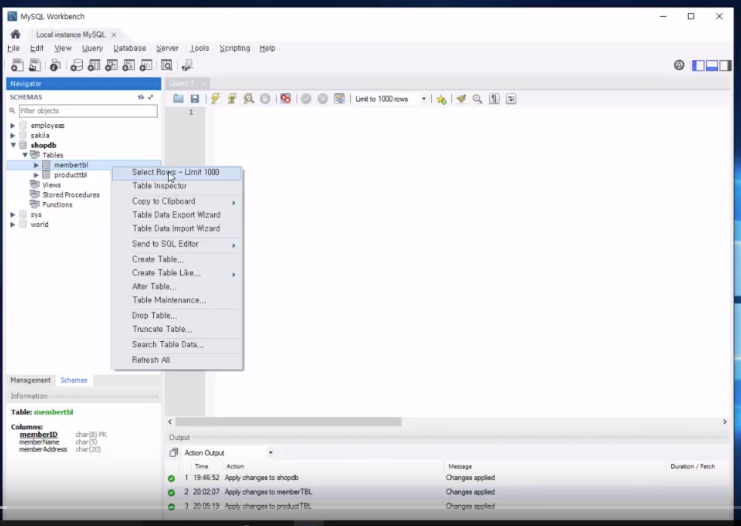 MySQL Workbench
Local instance MySQL ×
File Edit View Query Database Server Tools Scripting Help
Navigator
Query 1 ×
SCHEMAS
Limit to 1000 rows
Filter objects
1
employees
sakila
shopdb
Tables
membertbl
producttbl
Views
Stored Procedures
Functions
sys
world
Select Rows - Limit 1000
Table Inspector
Copy to Clipboard
Table Data Export Wizard
Table Data Import Wizard
Send to SQL Editor
Create Table...
Create Table Like...
Alter Table...
Table Maintenance...
Drop Table...
Truncate Table...
Search Table Data...
Refresh All
Management Schemas
Information
Table: membertbl
Columns:
memberID char(8) PK
memberName char(5)
memberAddress char(20)
Output
Action Output
Time Action Message Duration / Fetch
1 19:46:52 Apply changes to shopdb Changes applied
2 20:02:07 Apply changes to memberTBL Changes applied
3 20:05:19 Apply changes to productTBL Changes applied